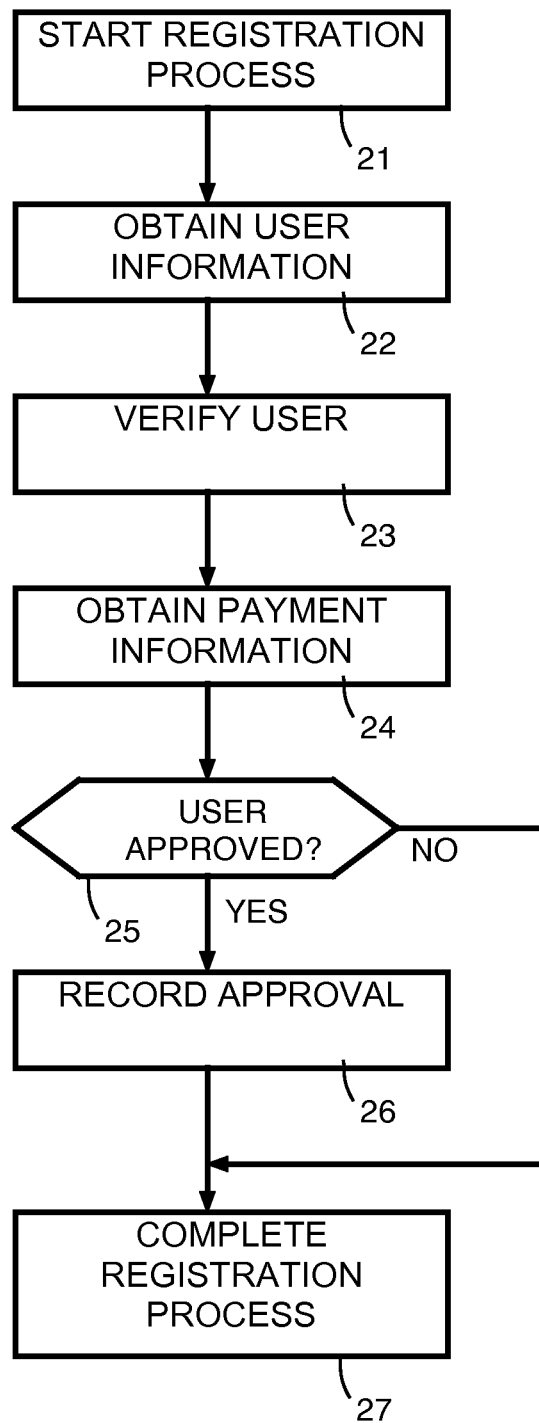 START REGISTRATION
PROCESS
21
OBTAIN USER
INFORMATION
22
VERIFY USER
23
OBTAIN PAYMENT
INFORMATION
24
USER
APPROVED?
NO
25
YES
RECORD APPROVAL
26
COMPLETE
REGISTRATION
PROCESS
27